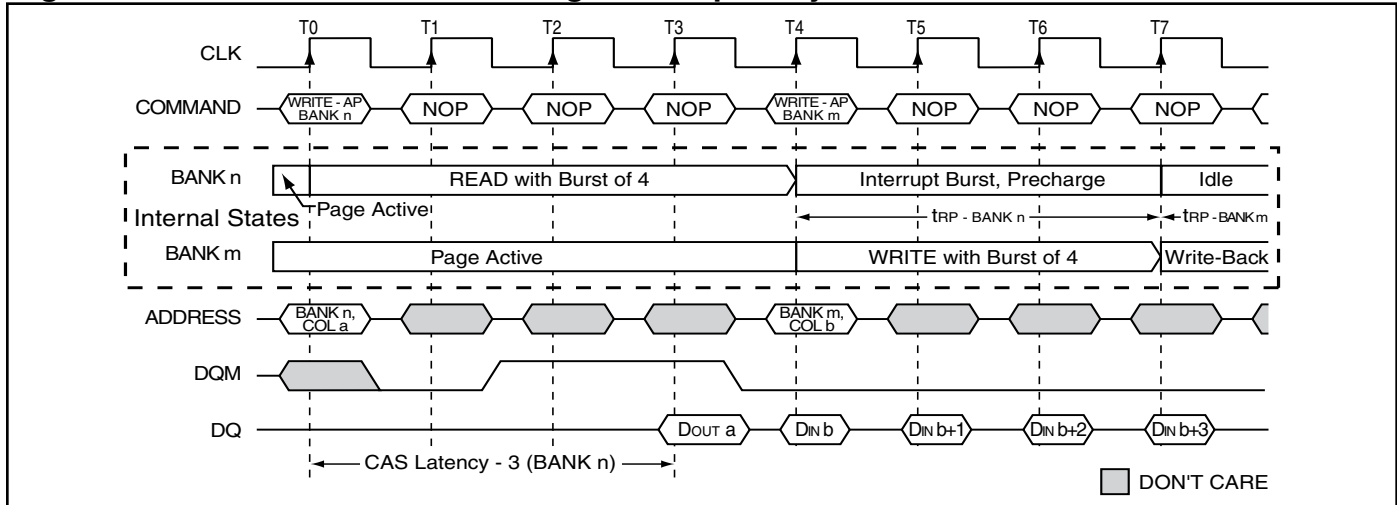 T0 T1 T2 T3 T4 T5 T6 T7
CLK
COMMAND WRITE - AP BANK n NOP NOP NOP WRITE - AP BANK m NOP NOP NOP
BANK n READ with Burst of 4 Interrupt Burst, Precharge Idle
Internal States Page Active tRP - BANK n tRP - BANK m
BANK m Page Active WRITE with Burst of 4 Write-Back
ADDRESS BANK n, COL a BANK m, COL b
DQM
DQ DOUT a DIN b DIN b+1 DIN b+2 DIN b+3
CAS Latency - 3 (BANK n)
DON'T CARE